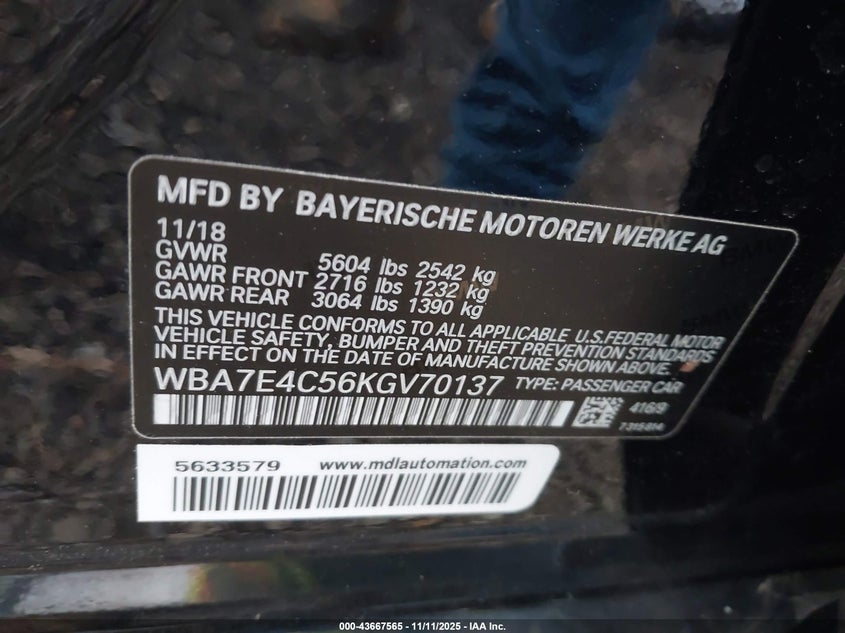 MFD BY BAYERISCHE MOTOREN WERKE AG
11/18
GVWR 5604 lbs 2542 kg
GAWR FRONT 2716 lbs 1232 kg
GAWR REAR 3064 lbs 1390 kg
THIS VEHICLE CONFORMS TO ALL APPLICABLE U.S.FEDERAL MOTOR
VEHICLE SAFETY, BUMPER AND THEFT PREVENTION STANDARDS
IN EFFECT ON THE DATE OF MANUFACTURE SHOWN ABOVE.
WBA7E4C56KGV70137 TYPE: PASSENGER CAR
5633579 www.mdlautomation.com
000-43667565 - 11/11/2025 - IAA Inc.